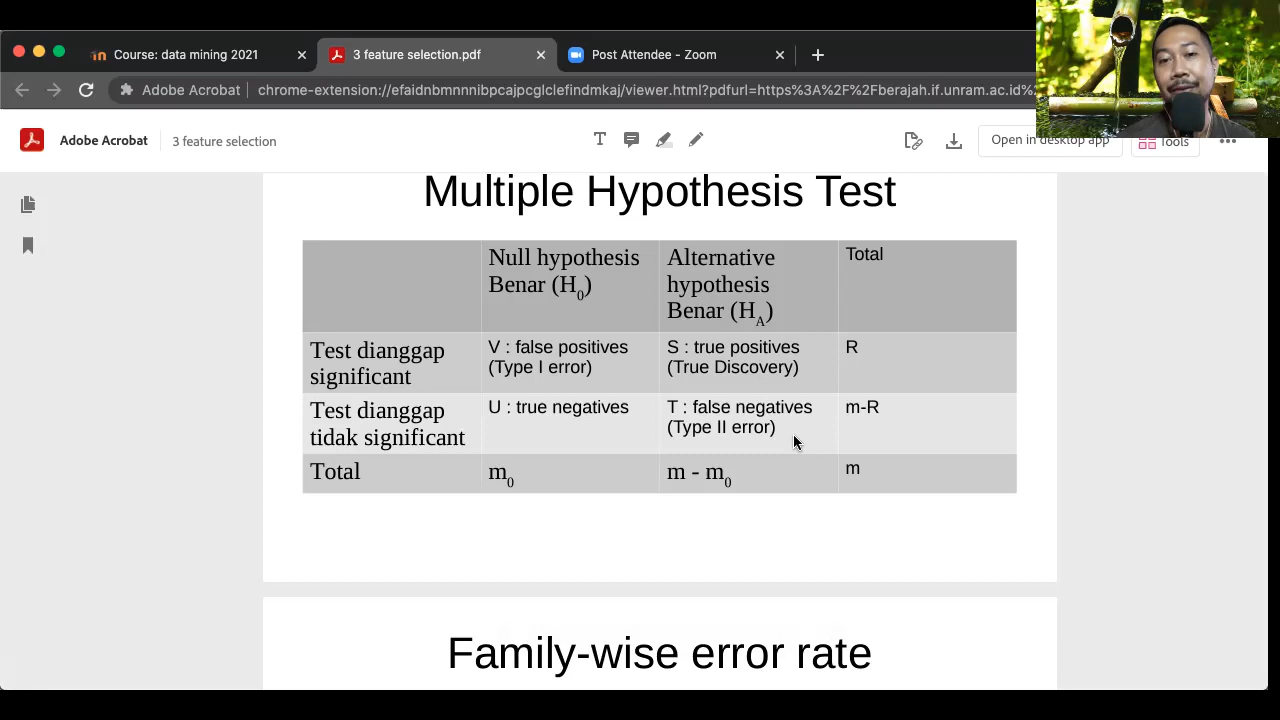 Course: data mining 2021
3 feature selection.pdf
Post Attendee - Zoom
Adobe Acrobat
chrome-extension://efaidnbmnnnibpcajpcglclefindmkaj/viewer.html?pdfurl=https%3A%2F%2Fberajah.if.unram.ac.id%
Adobe Acrobat
3 feature selection
Open in desktop app
Tools
Multiple Hypothesis Test
Null hypothesis
Benar (H0)
Alternative
hypothesis
Benar (HA)
Total
Test dianggap
significant
V : false positives
(Type I error)
S : true positives
(True Discovery)
R
Test dianggap
tidak significant
U : true negatives
T : false negatives
(Type II error)
m-R
Total
m0
m - m0
m
Family-wise error rate